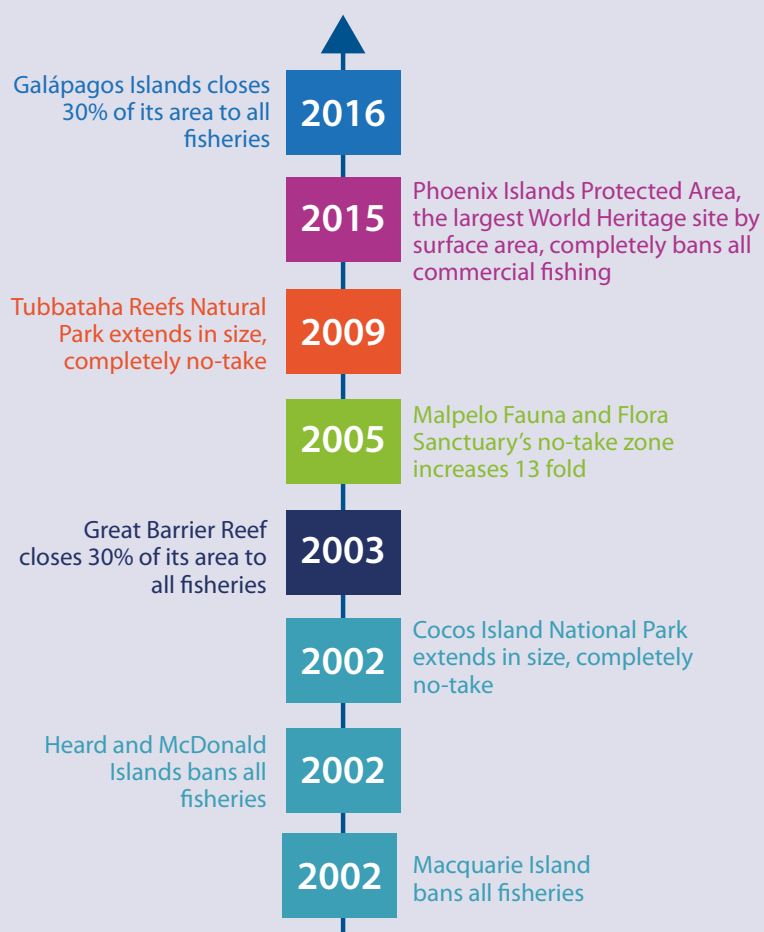 Galápagos Islands closes
30% of its area to all
fisheries
2016
2015
Phoenix Islands Protected Area,
the largest World Heritage site by
surface area, completely bans all
commercial fishing
Tubbataha Reefs Natural
Park extends in size,
completely no-take
2009
2005
Malpelo Fauna and Flora
Sanctuary's no-take zone
increases 13 fold
Great Barrier Reef
closes 30% of its area to
all fisheries
2003
2002
Cocos Island National Park
extends in size, completely
no-take
Heard and McDonald
Islands bans all
fisheries
2002
2002
Macquarie Island
bans all fisheries